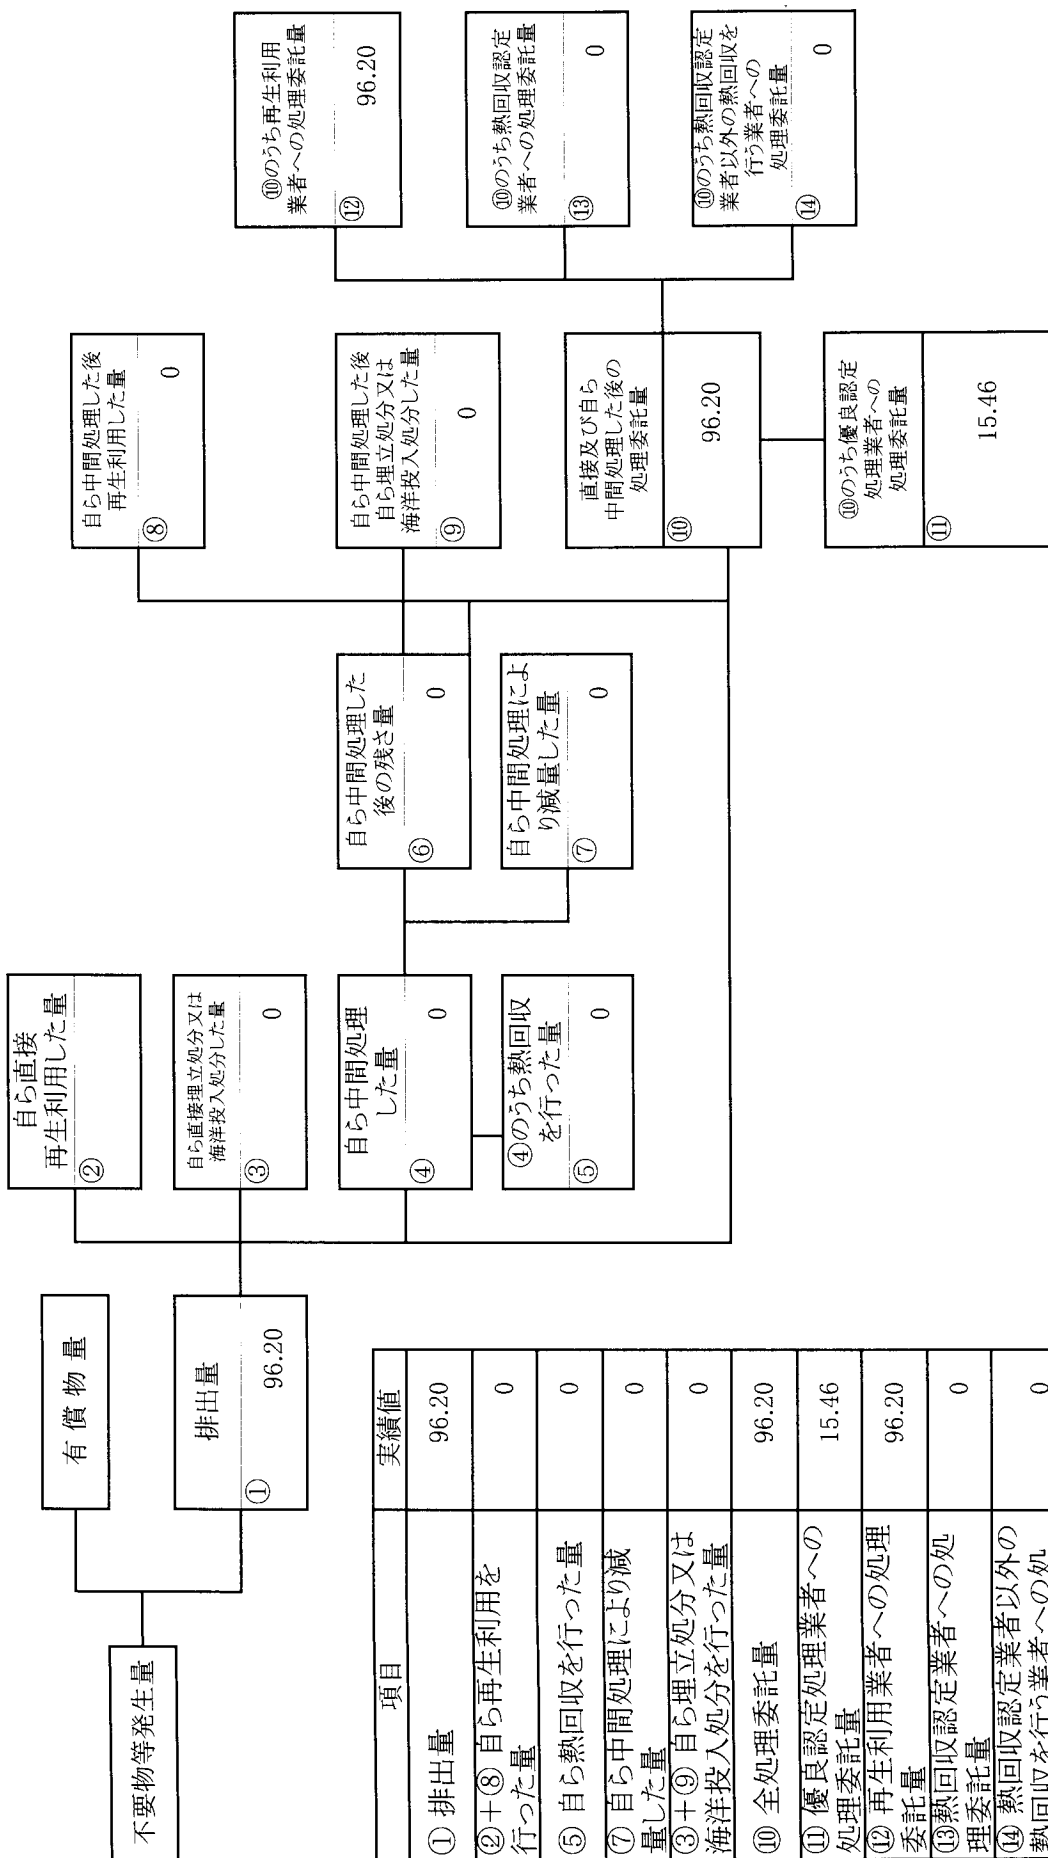 不要物等発生量
有 償 物 量
排出量
①
96.20
自ら直接
再生利用した量
②
自ら直接埋立処分又は
海洋投入処分した量
③
0
自ら中間処理
した量
④
0
④のうち熱回収
を行った量
⑤
0
自ら中間処理した
後の残さ量
⑥
0
自ら中間処理によ
り減量した量
⑦
0
自ら中間処理した後
再生利用した量
⑧
0
自ら中間処理した後
自ら埋立処分又は
海洋投入処分した量
⑨
0
直接及び自ら
中間処理した後の
処理委託量
⑩
96.20
⑩のうち優良認定
処理業者への
処理委託量
⑪
15.46
⑩のうち再生利用
業者への処理委託量
⑫
96.20
⑩のうち熱回収認定
業者への処理委託量
⑬
0
⑩のうち熱回収認定
業者以外の熱回収を
行う業者への
処理委託量
⑭
0
項目 実績値
① 排出量 96.20
②+⑧ 自ら再生利用を
行った量 0
⑤ 自ら熱回収を行った量 0
⑦ 自ら中間処理により減
量した量 0
③+⑨ 自ら埋立処分又は
海洋投入処分を行った量 0
⑩ 全処理委託量 96.20
⑪ 優良認定処理業者への
処理委託量 15.46
⑫ 再生利用業者への処理
委託量 96.20
⑬熱回収認定業者への処
理委託量 0
⑭ 熱回収認定業者以外の
熱回収を行う業者への処 0